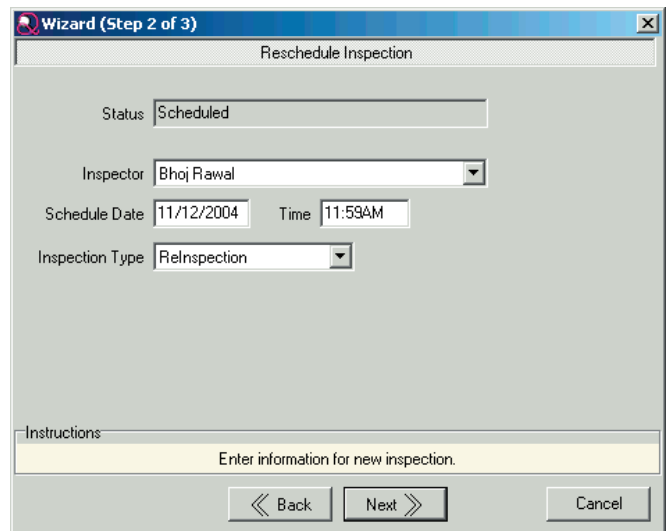 Wizard (Step 2 of 3)
Reschedule Inspection
Status Scheduled
Inspector Bhoj Rawal
Schedule Date 11/12/2004 Time 11:59AM
Inspection Type ReInspection
Instructions
Enter information for new inspection.
Back Next Cancel